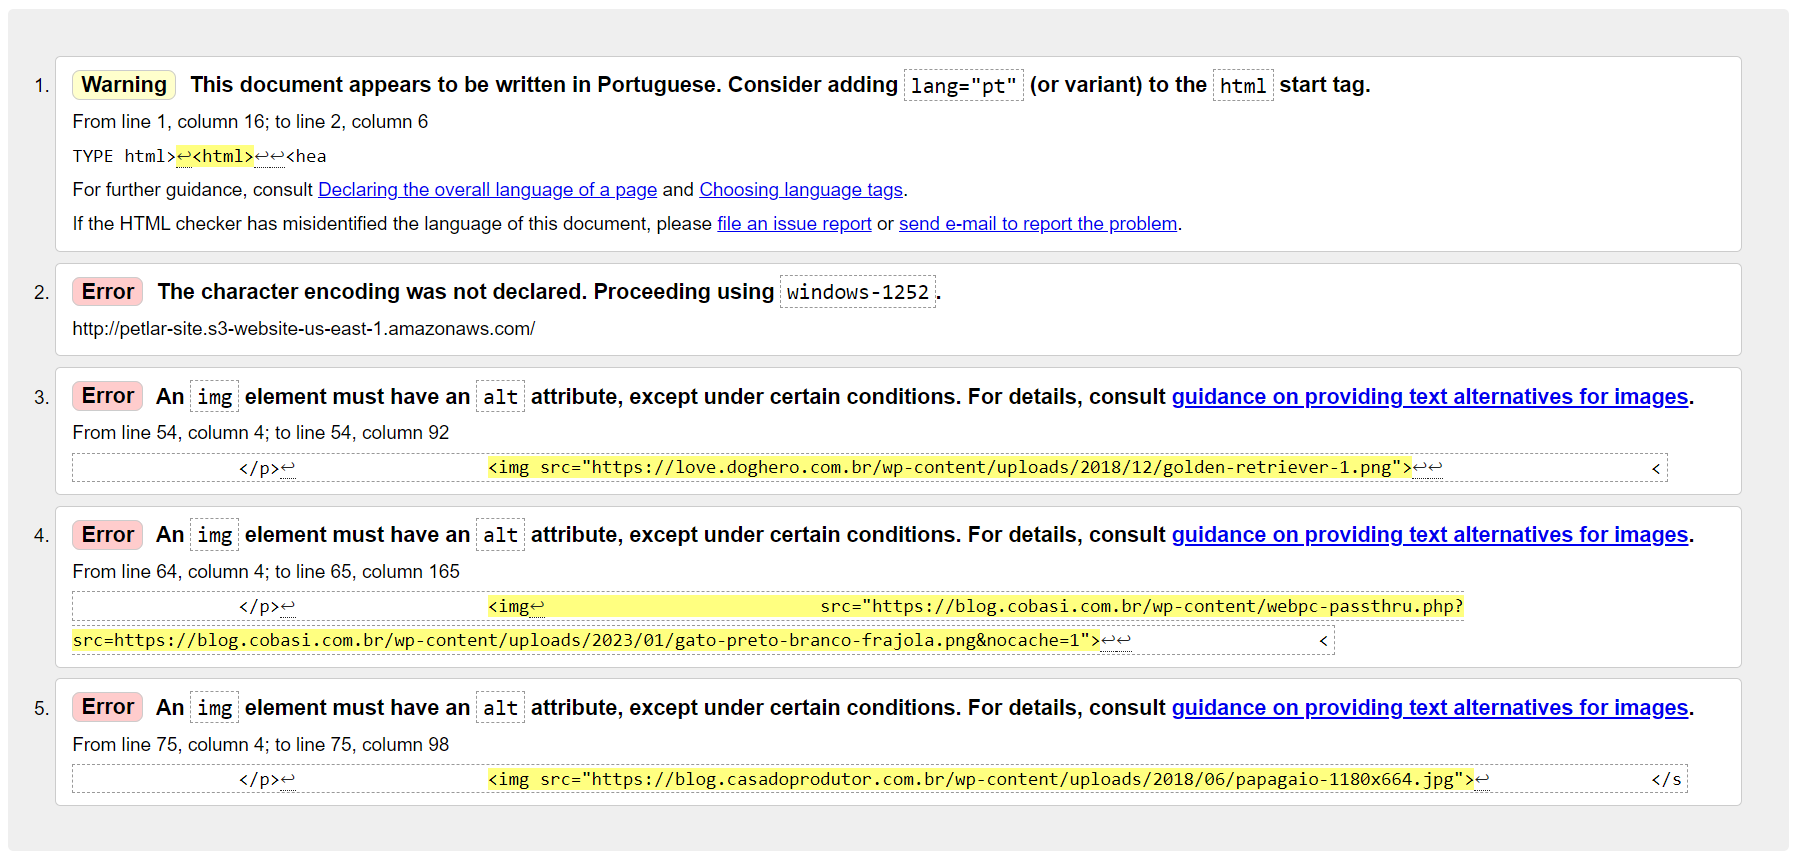 1. Warning This document appears to be written in Portuguese. Consider adding lang="pt" (or variant) to the html start tag.
From line 1, column 16; to line 2, column 6
TYPE html>↩<html>↩↩<hea
For further guidance, consult Declaring the overall language of a page and Choosing language tags.
If the HTML checker has misidentified the language of this document, please file an issue report or send e-mail to report the problem.
2. Error The character encoding was not declared. Proceeding using windows-1252.
http://petlar-site.s3-website-us-east-1.amazonaws.com/
3. Error An img element must have an alt attribute, except under certain conditions. For details, consult guidance on providing text alternatives for images.
From line 54, column 4; to line 54, column 92
</p>↩ <img src="https://love.doghero.com.br/wp-content/uploads/2018/12/golden-retriever-1.png">↩↩ <
4. Error An img element must have an alt attribute, except under certain conditions. For details, consult guidance on providing text alternatives for images.
From line 64, column 4; to line 65, column 165
</p>↩ <img↩ src="https://blog.cobasi.com.br/wp-content/webpc-passthru.php?
src=https://blog.cobasi.com.br/wp-content/uploads/2023/01/gato-preto-branco-frajola.png&nocache=1">↩↩ <
5. Error An img element must have an alt attribute, except under certain conditions. For details, consult guidance on providing text alternatives for images.
From line 75, column 4; to line 75, column 98
</p>↩ <img src="https://blog.casadoprodutor.com.br/wp-content/uploads/2018/06/papagaio-1180x664.jpg">↩ </s